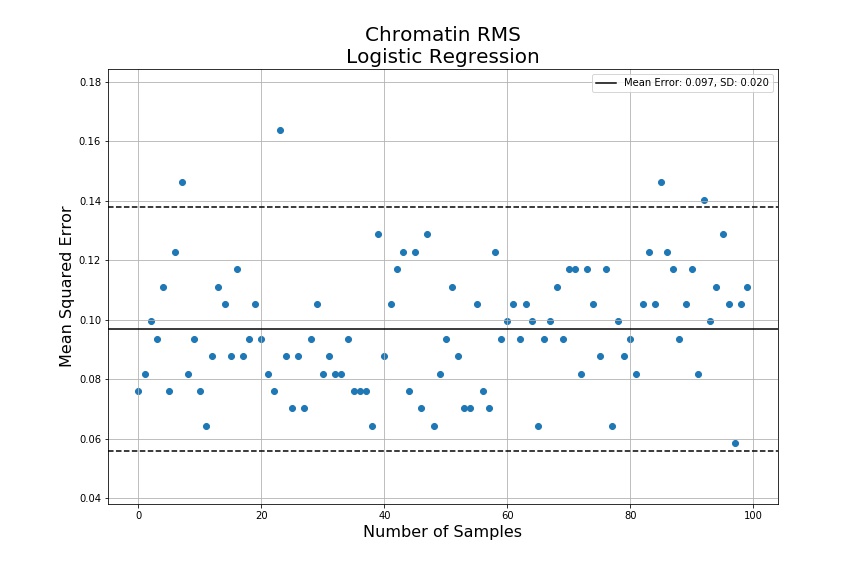 Chromatin RMS
Logistic Regression
Mean Error: 0.097, SD: 0.020
Mean Squared Error
0.18
0.16
0.14
0.12
0.10
0.08
0.06
0.04
0 20 40 60 80 100
Number of Samples